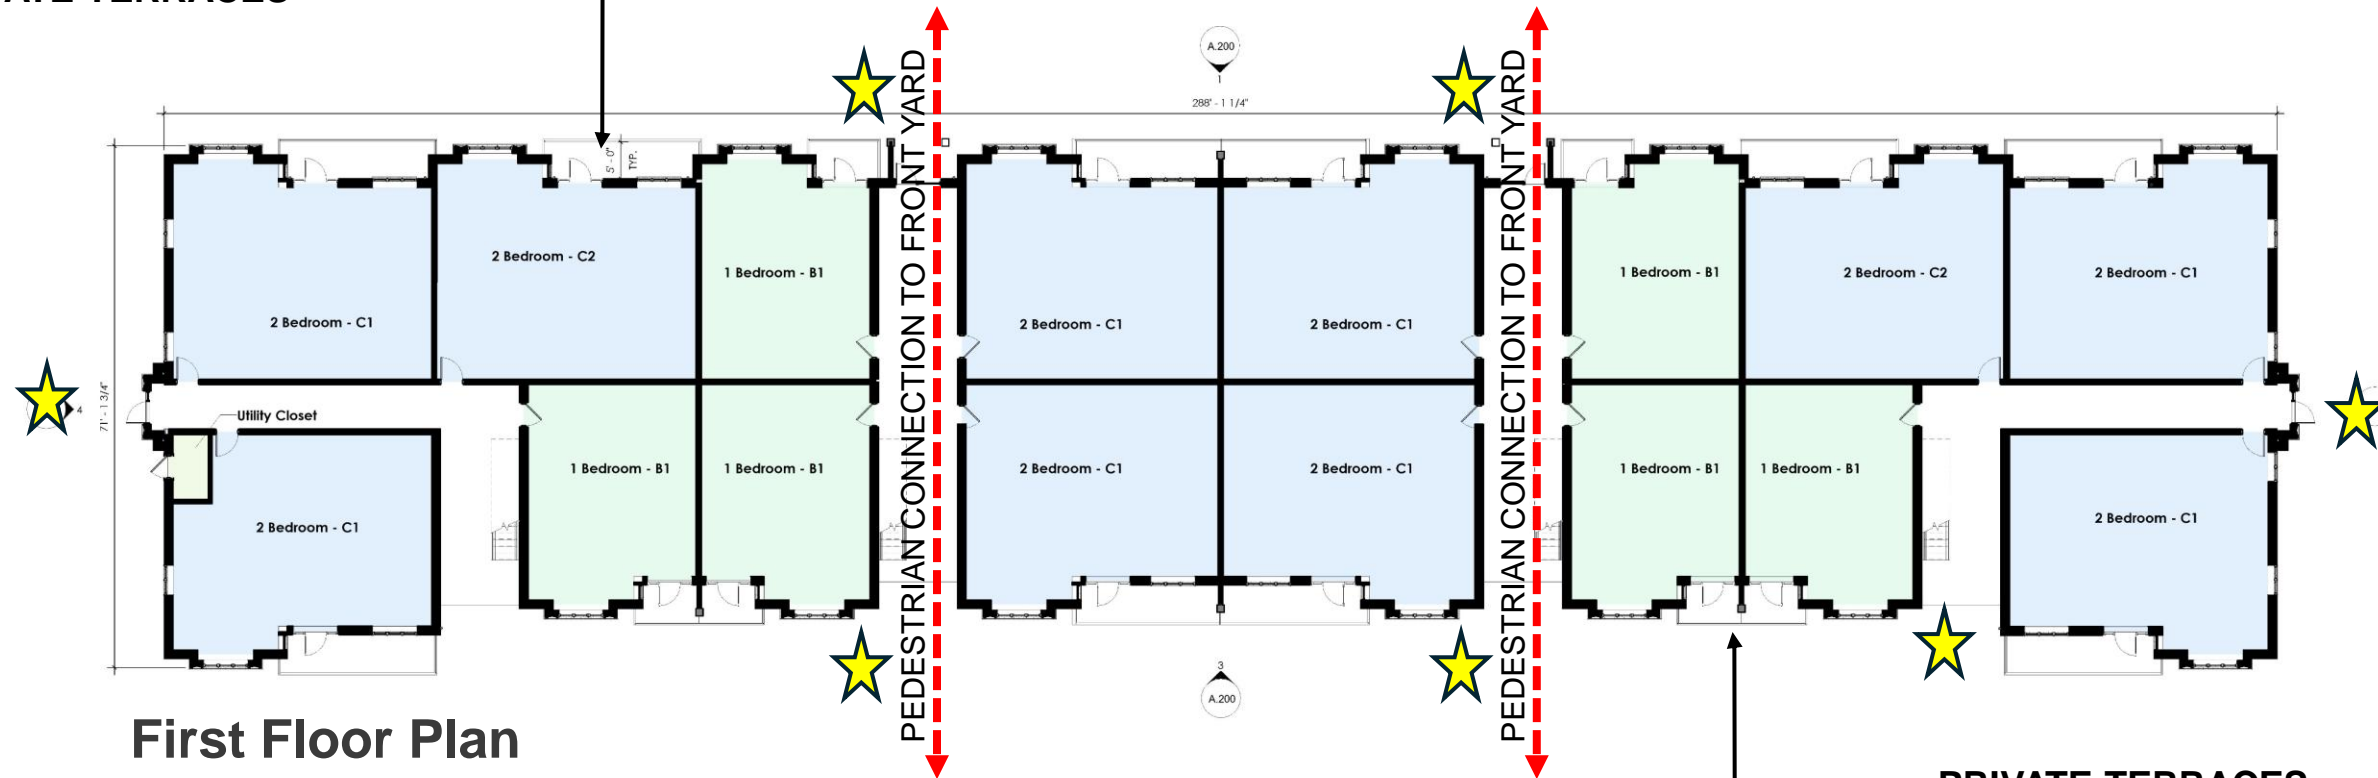 ATE TERRACES
A.200
1
288' - 1 1/4"
5' - 0"
TYP.
PEDESTRIAN CONNECTION TO FRONT YARD
PEDESTRIAN CONNECTION TO FRONT YARD
2 Bedroom - C2
1 Bedroom - B1
1 Bedroom - B1
2 Bedroom - C2
2 Bedroom - C1
2 Bedroom - C1
2 Bedroom - C1
2 Bedroom - C1
71' - 1 3/4"
4
Utility Closet
1 Bedroom - B1
1 Bedroom - B1
2 Bedroom - C1
2 Bedroom - C1
1 Bedroom - B1
1 Bedroom - B1
2 Bedroom - C1
2 Bedroom - C1
3
A.200
First Floor Plan
PRIVATE TERRACES